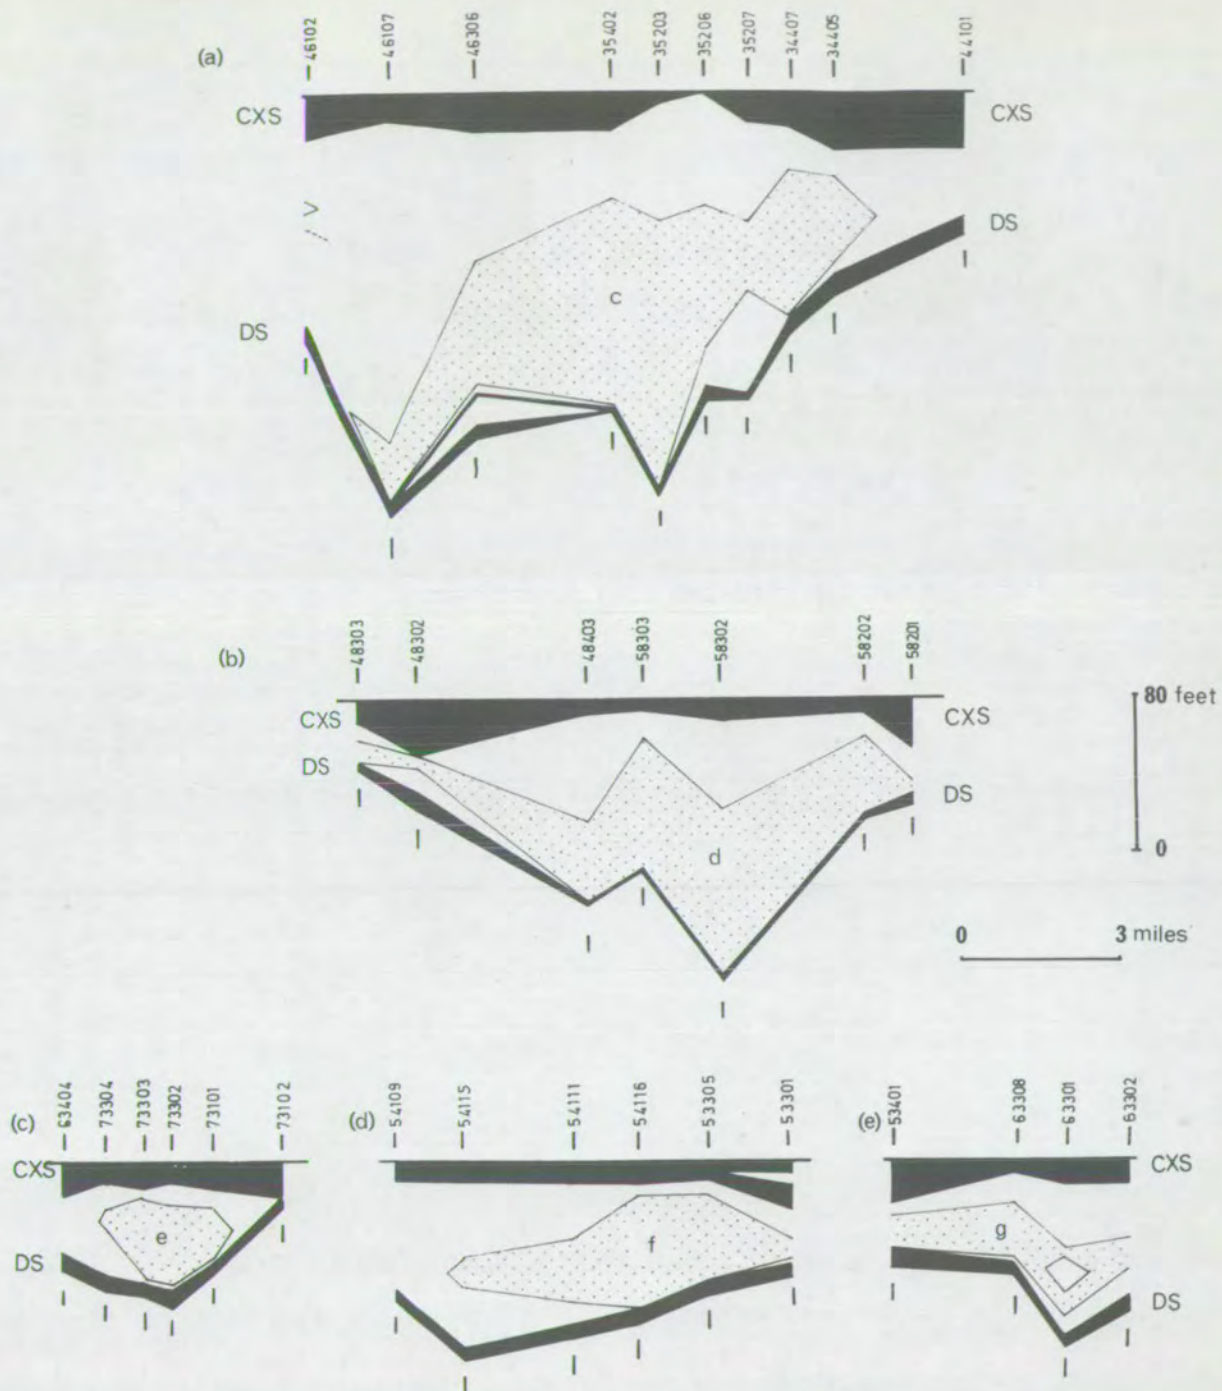 (a)
46102 46107 46306 35402 35203 35206 35207 34407 34405 44101
CXS CXS
DS
c
DS
(b)
48303 48302 48403 58303 58302 58202 58201
80 feet
CXS CXS
DS DS
d
0
0 3 miles
(c)
63404 73304 73303 73302 73101 73102
(d)
54109 54115 54111 54116 53305 53301
(e)
53401 63308 63301 63302
CXS CXS
e f g
DS DS